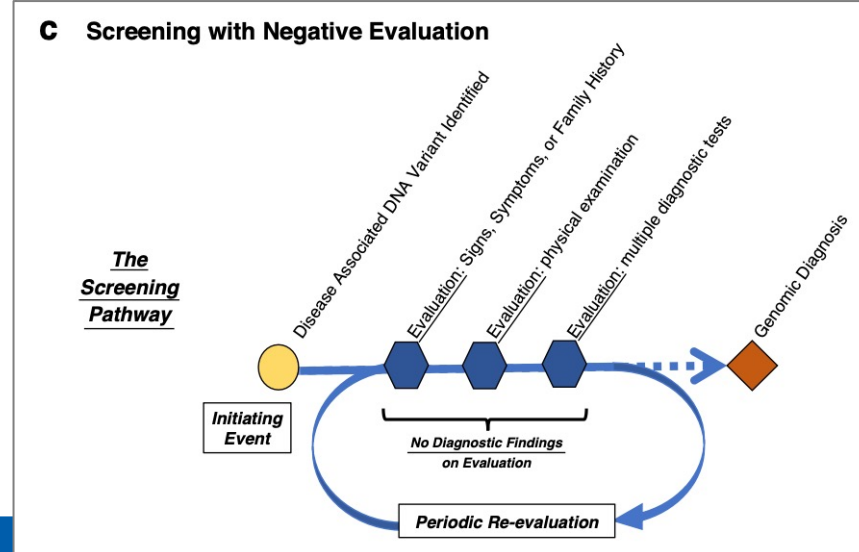 C Screening with Negative Evaluation
Disease Associated DNA Variant Identified
Evaluation: Signs, Symptoms, or Family History
Evaluation: physical examination
Evaluation: multiple diagnostic tests
Genomic Diagnosis
The
Screening
Pathway
Initiating
Event
No Diagnostic Findings
on Evaluation
Periodic Re-evaluation